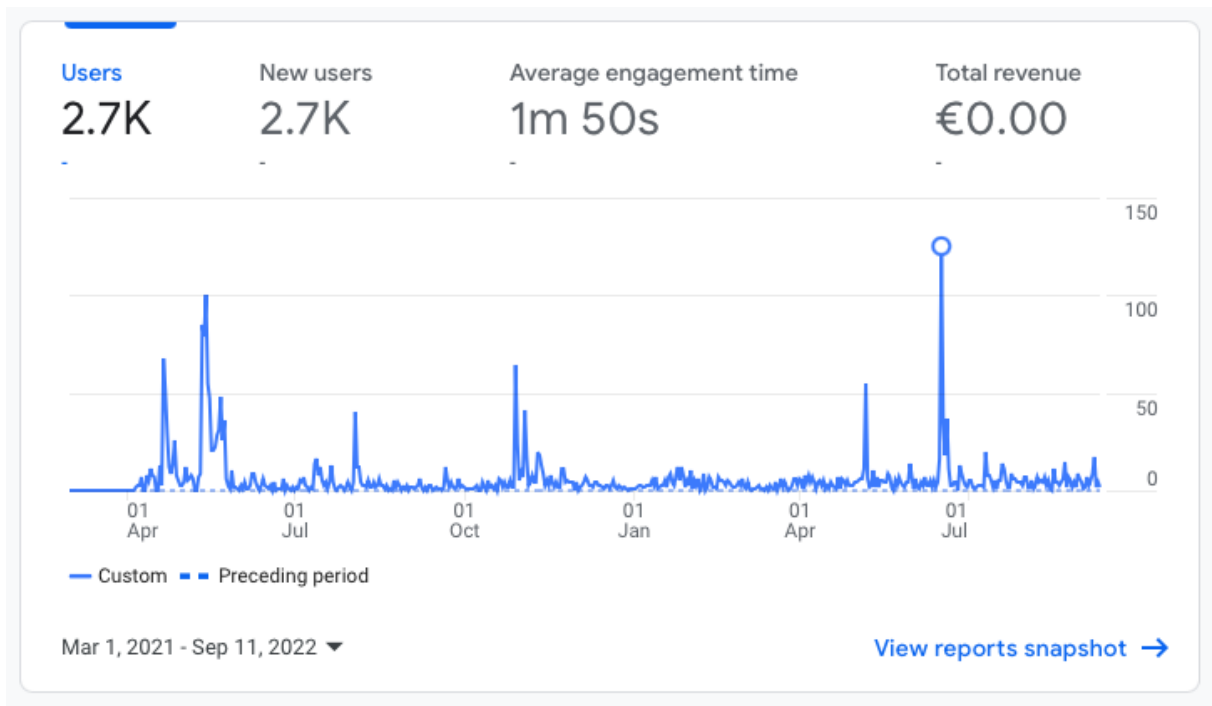 Users New users Average engagement time Total revenue
2.7K 2.7K 1m 50s €0.00
- - - -
150
100
50
0
01 01 01 01 01 01
Apr Jul Oct Jan Apr Jul
Custom Preceding period
Mar 1, 2021 - Sep 11, 2022 View reports snapshot